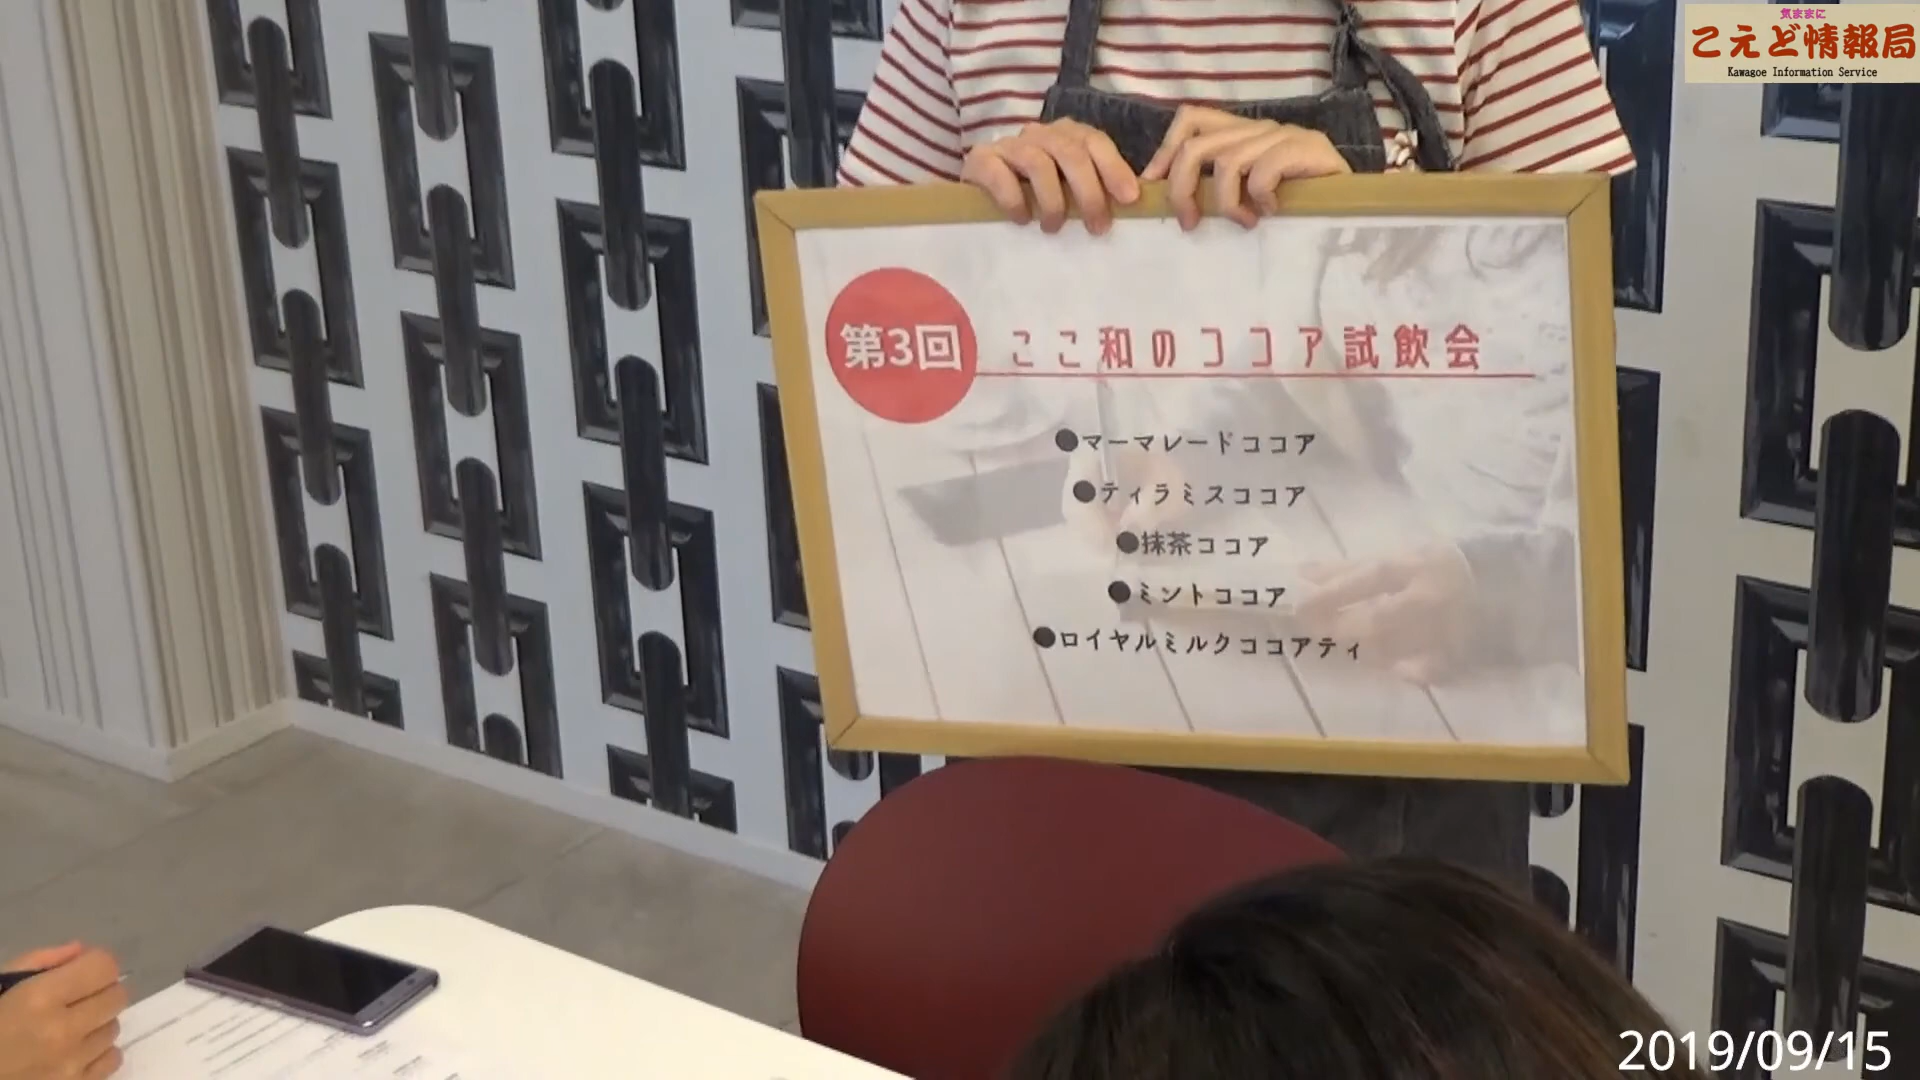 気ままに
こえど情報局
Kawagoe Information Service
第3回 ここ和のココア試飲会
●マーマレードココア
●ティラミスココア
●抹茶ココア
●ミントココア
●ロイヤルミルクココアティ
2019/09/15